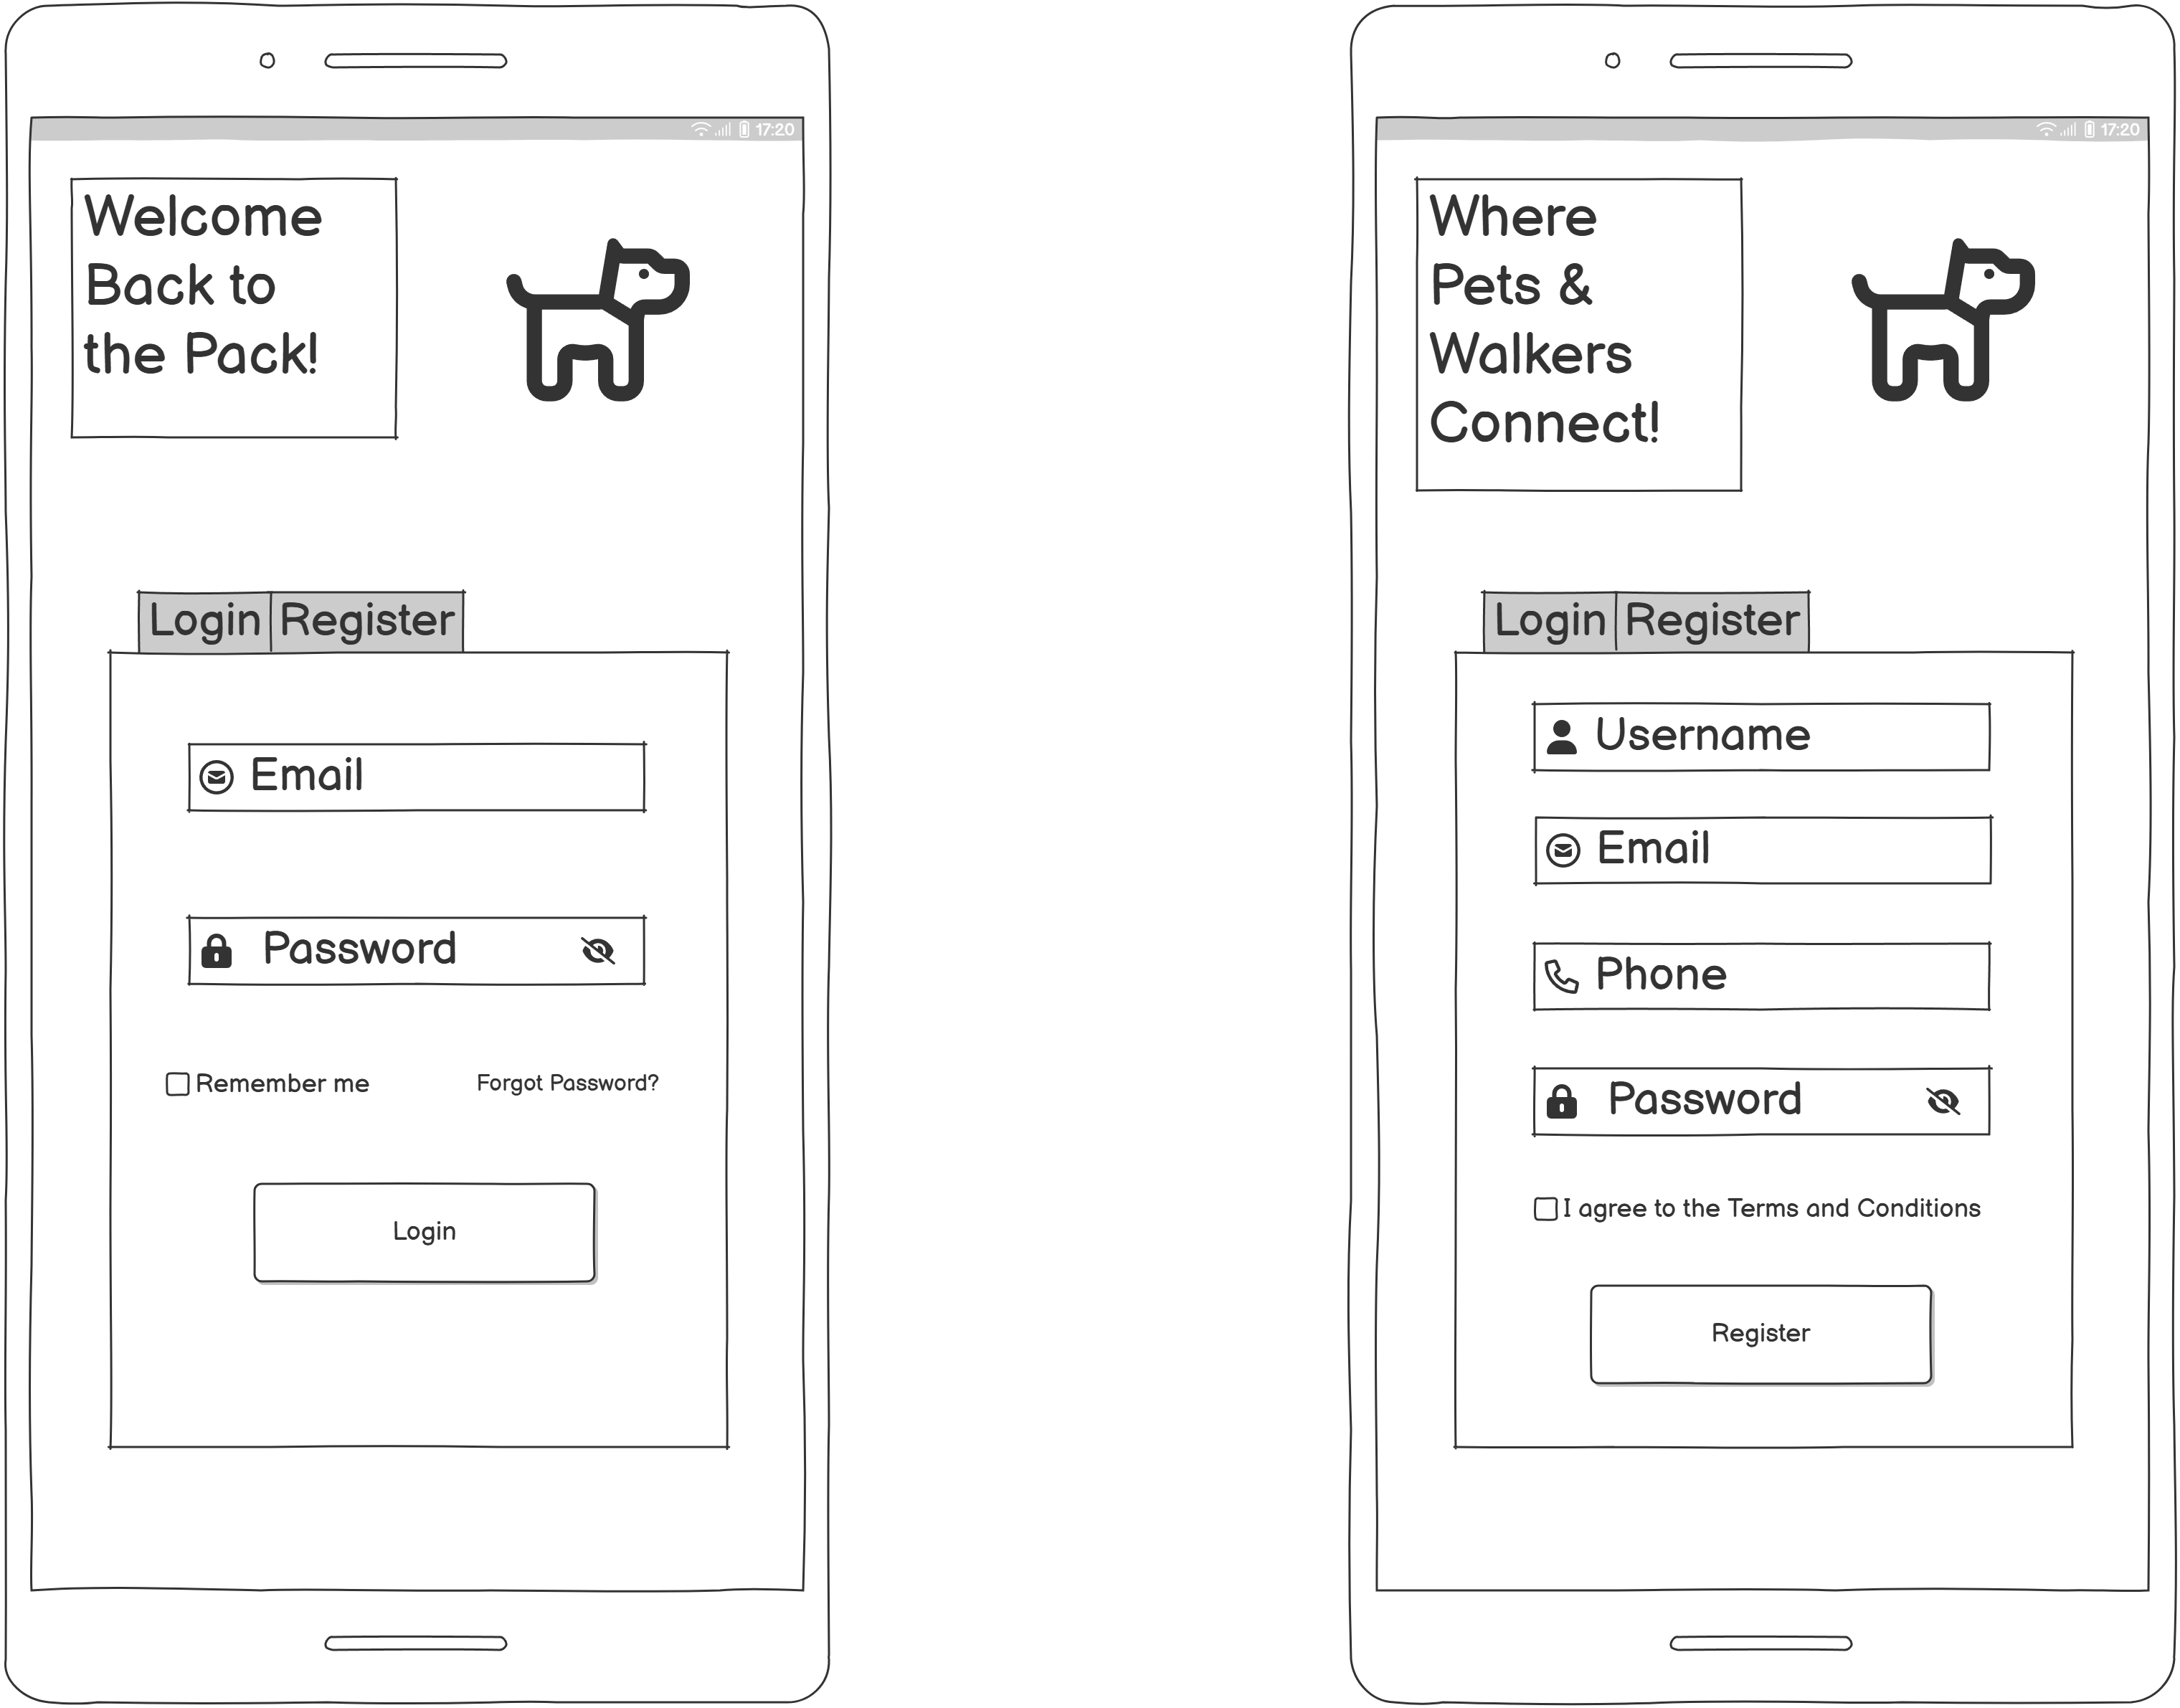 17:20
Welcome
Back to
the Pack!
Login Register
Email
Password
Remember me Forgot Password?
Login
17:20
Where
Pets &
Walkers
Connect!
Login Register
Username
Email
Phone
Password
I agree to the Terms and Conditions
Register